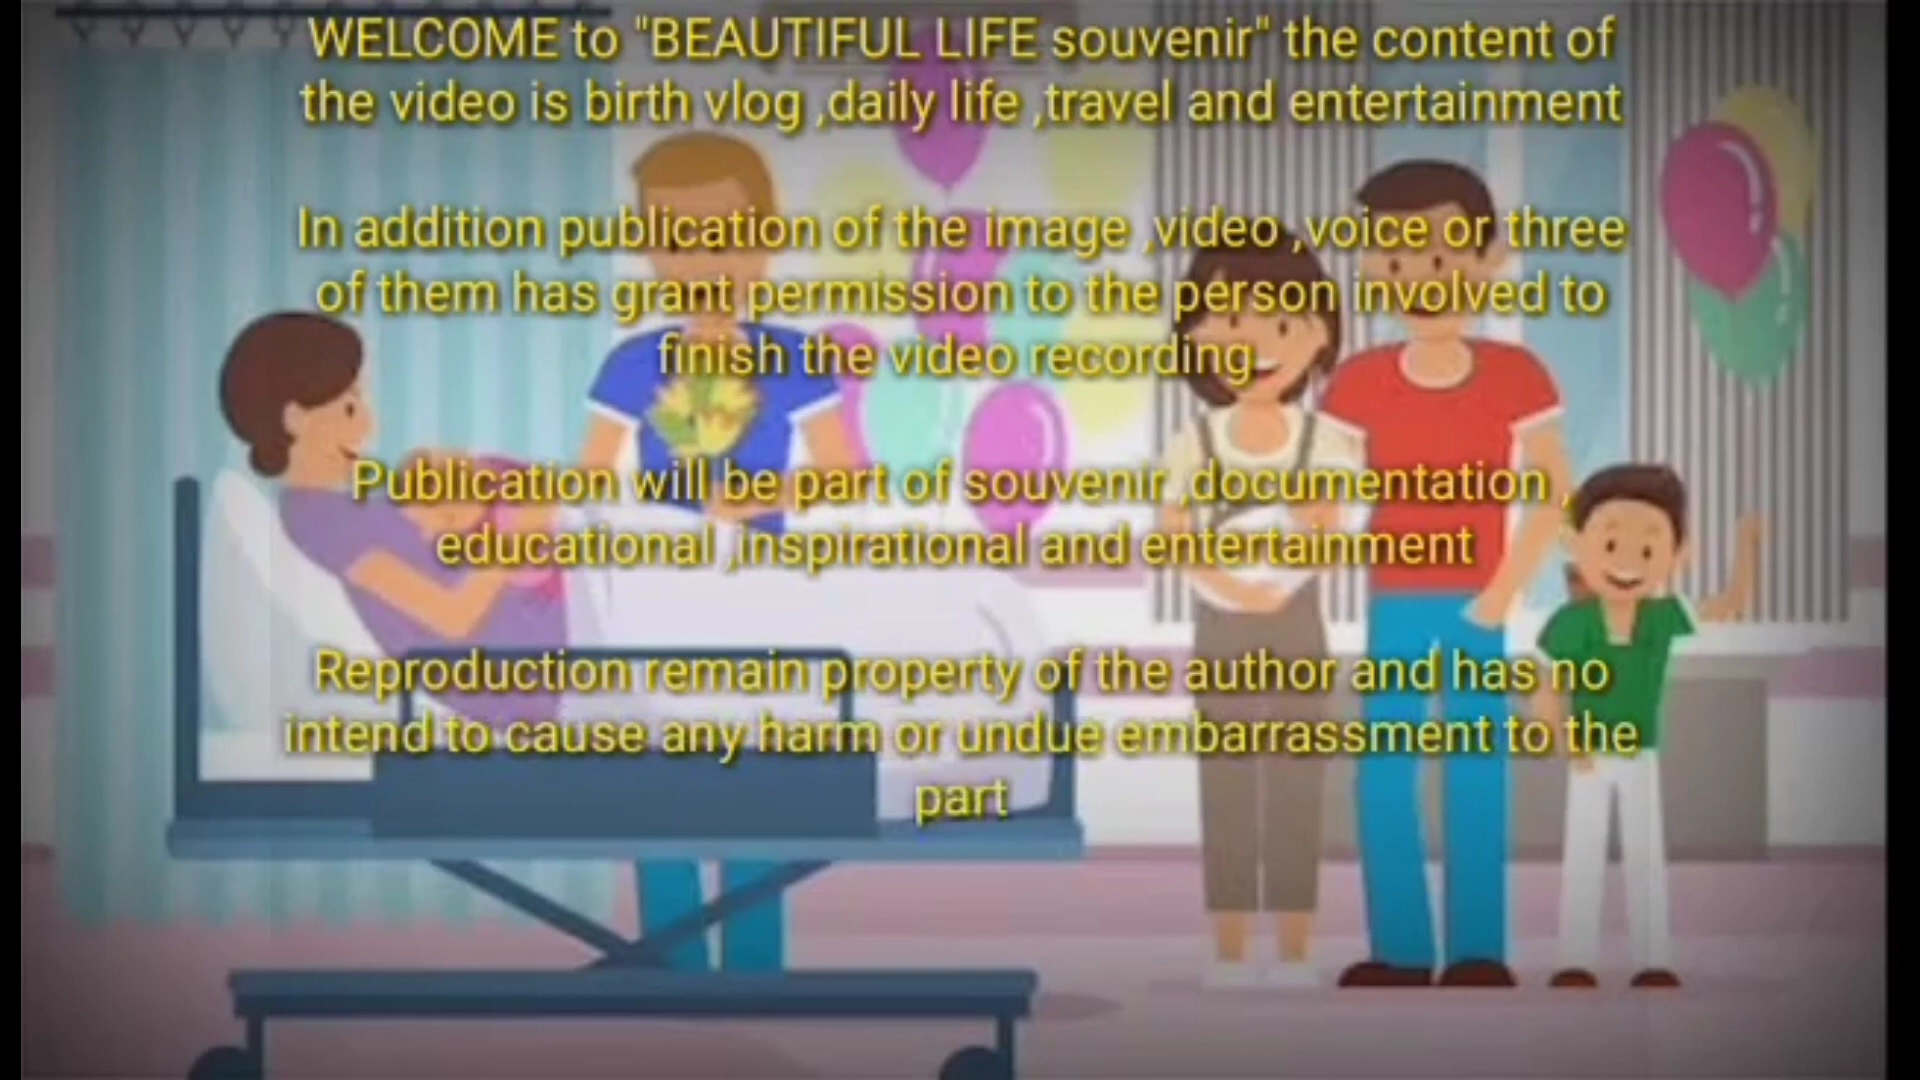 WELCOME to "BEAUTIFUL LIFE souvenir" the content of
the video is birth vlog ,daily life ,travel and entertainment
In addition publication of the image ,video ,voice or three
of them has grant permission to the person involved to
finish the video recording
Publication will be part of souvenir ,documentation ,
educational ,inspirational and entertainment
Reproduction remain property of the author and has no
intend to cause any harm or undue embarrassment to the
part